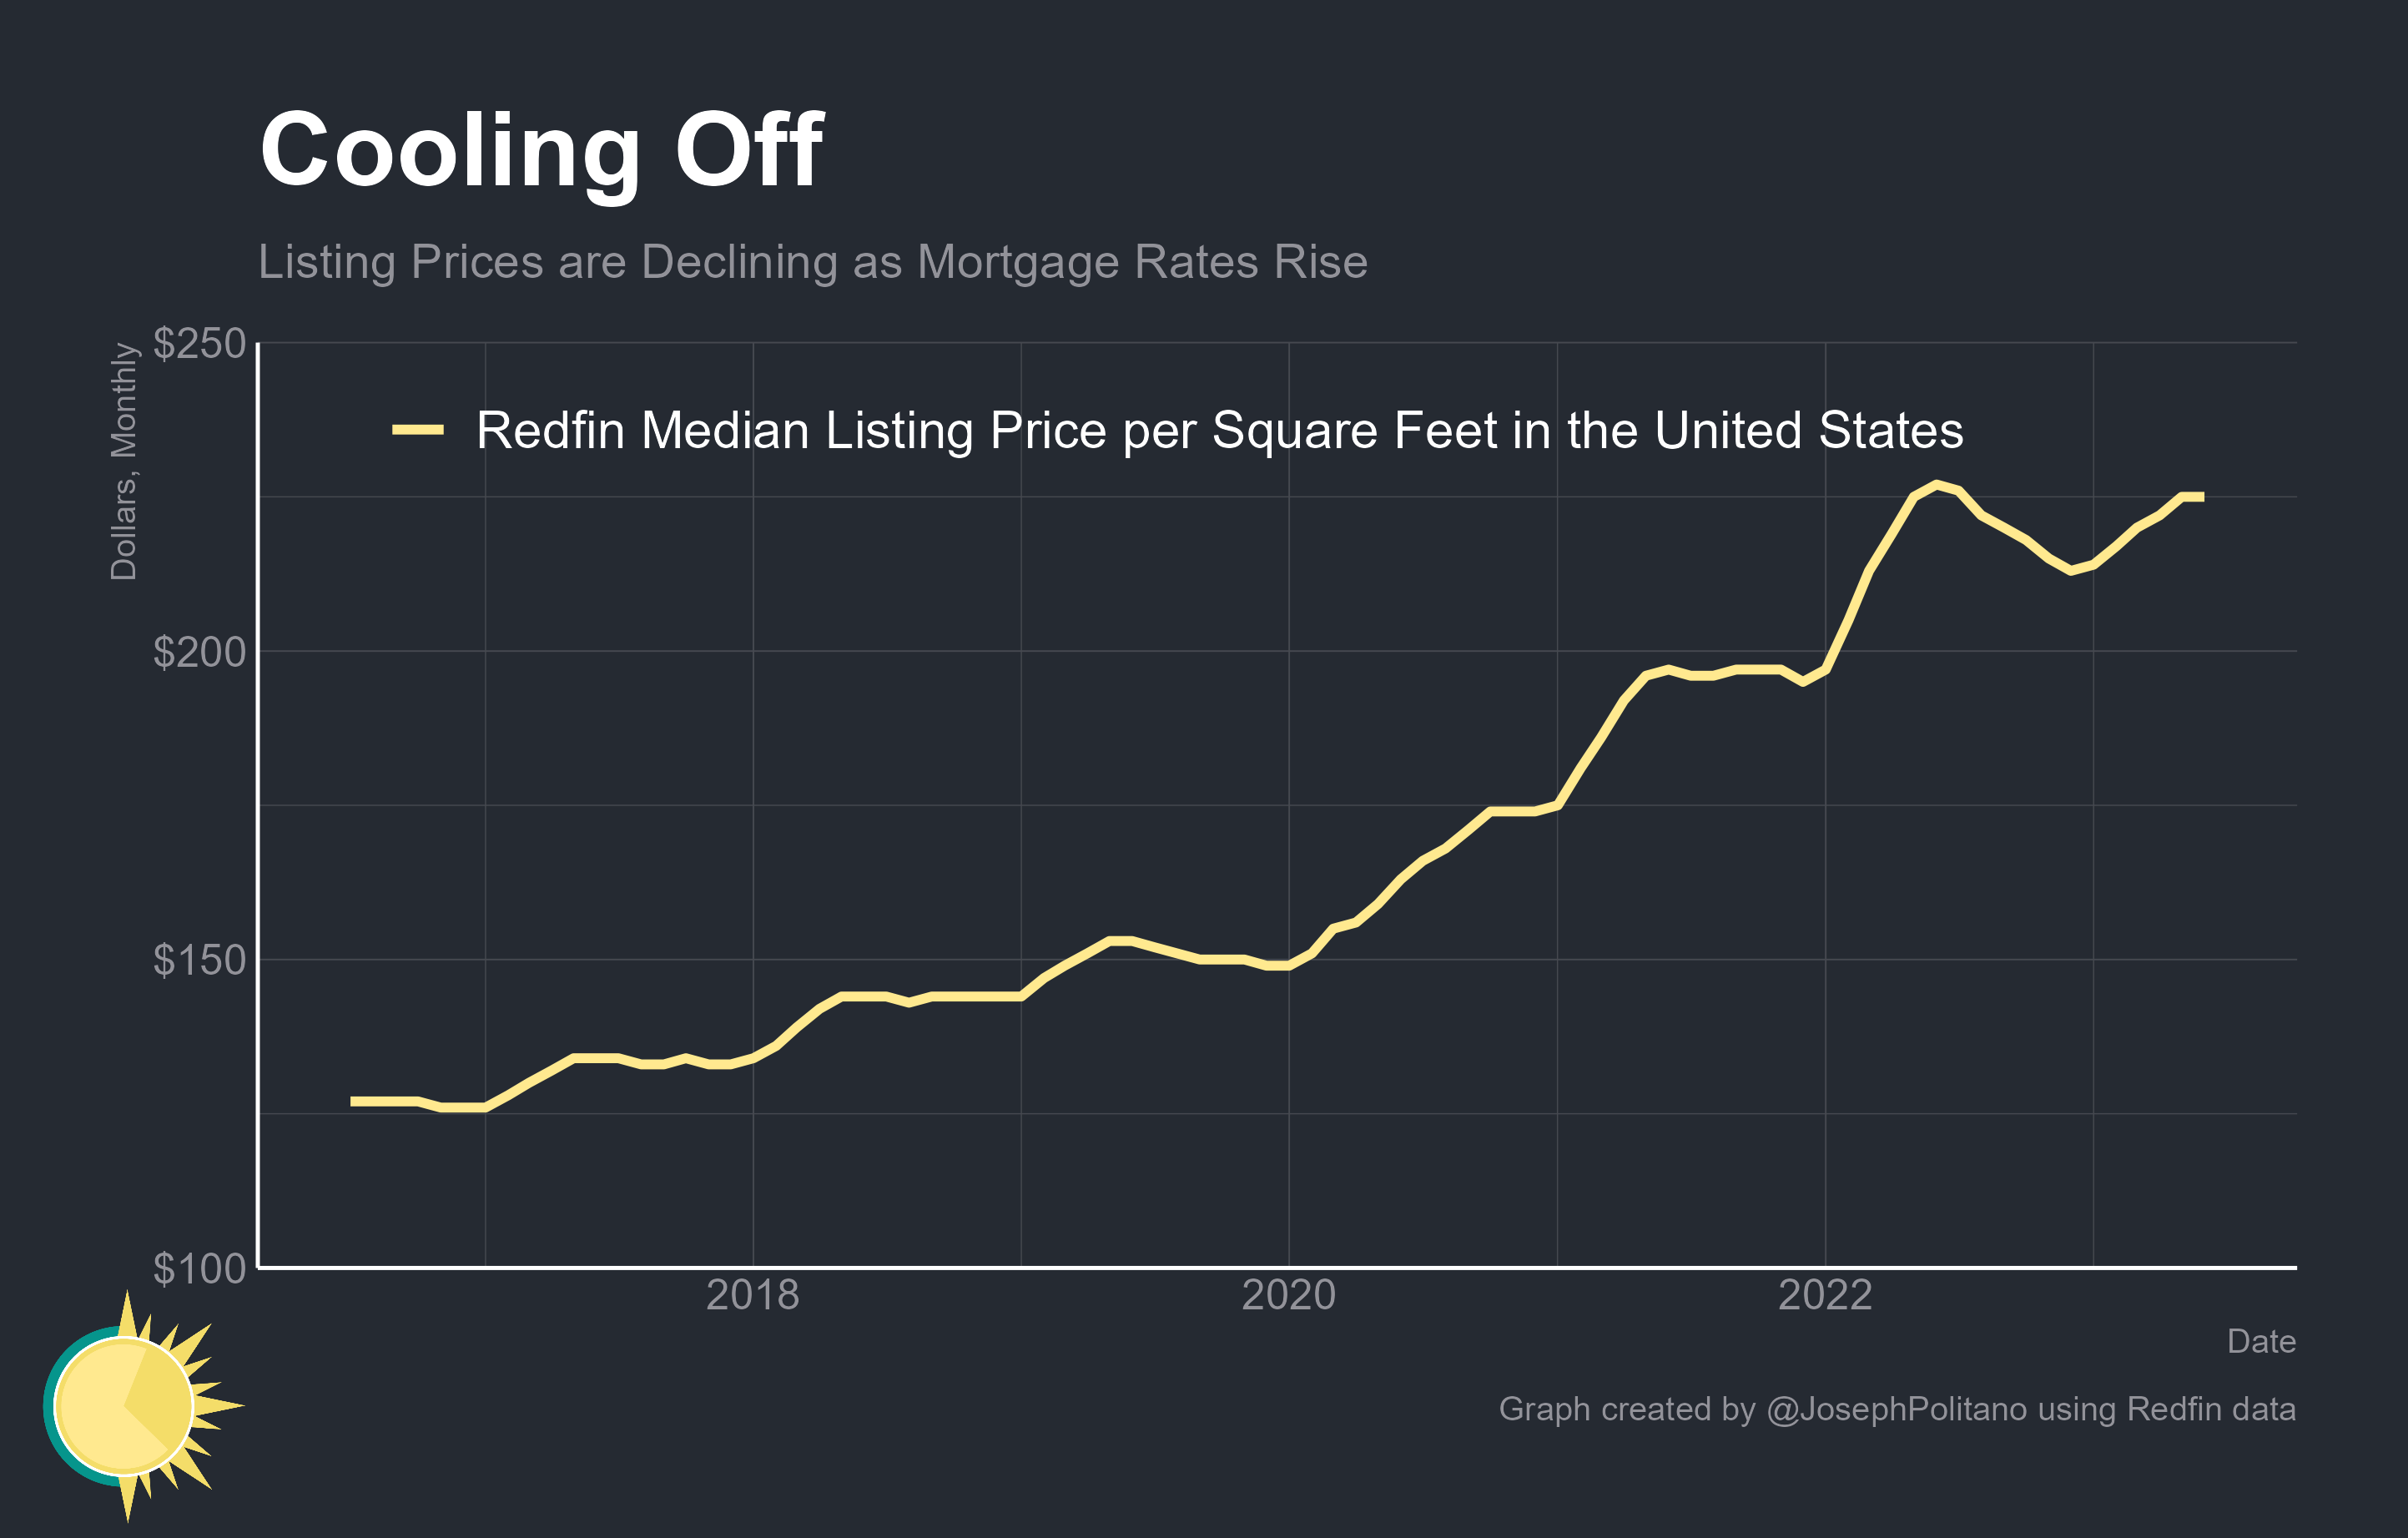 Cooling Off
Listing Prices are Declining as Mortgage Rates Rise
Dollars, Monthly
$250
Redfin Median Listing Price per Square Feet in the United States
$200
$150
$100
2018 2020 2022
Date
Graph created by @JosephPolitano using Redfin data